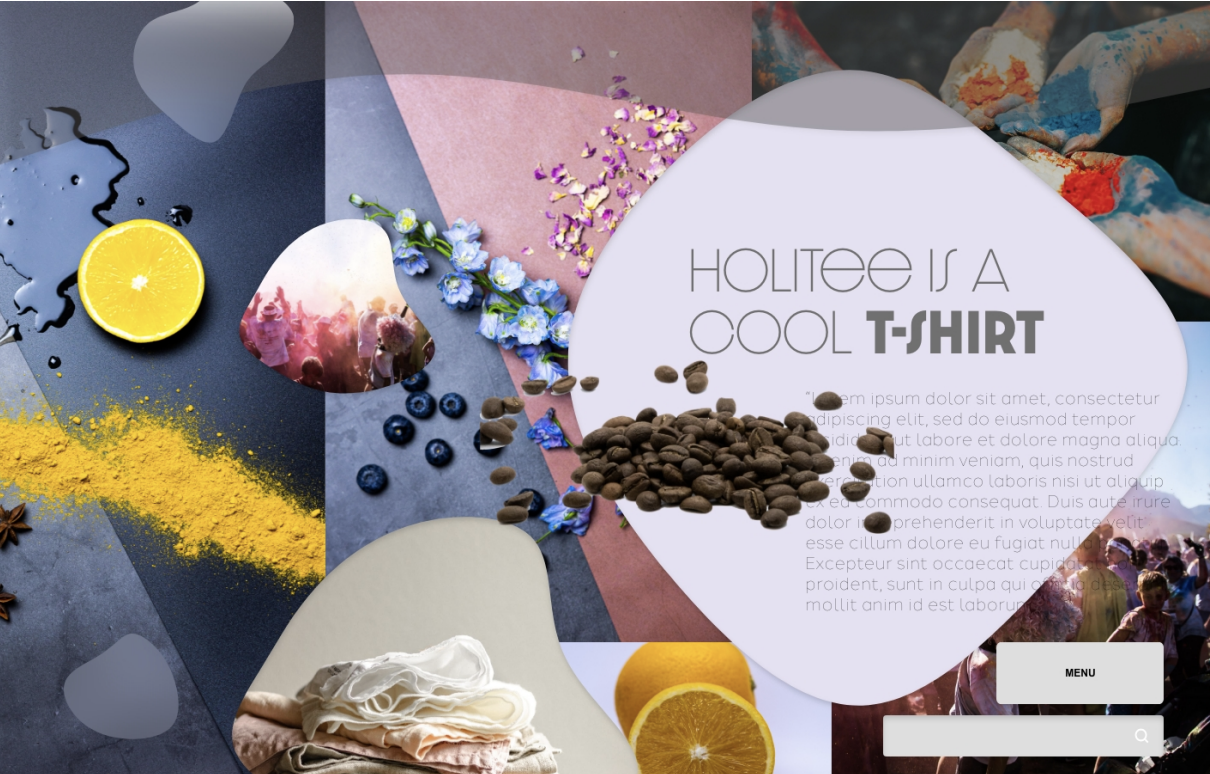 HOLITEE IS A
COOL T-SHIRT
ipsum dolor sit amet, consectetur
adipiscing elit, sed do eiusmod tempor
ut labore et dolore magna aliqua.
ad minim veniam, quis nostrud
ullamco laboris nisi ut aliquip
ex ea commodo consequat. Duis aute irure
dolor in voluptate velit
esse cillum dolore eu fugiat
Excepteur sint occaecat
proident, sunt in culpa qui
mollit anim id est
MENU